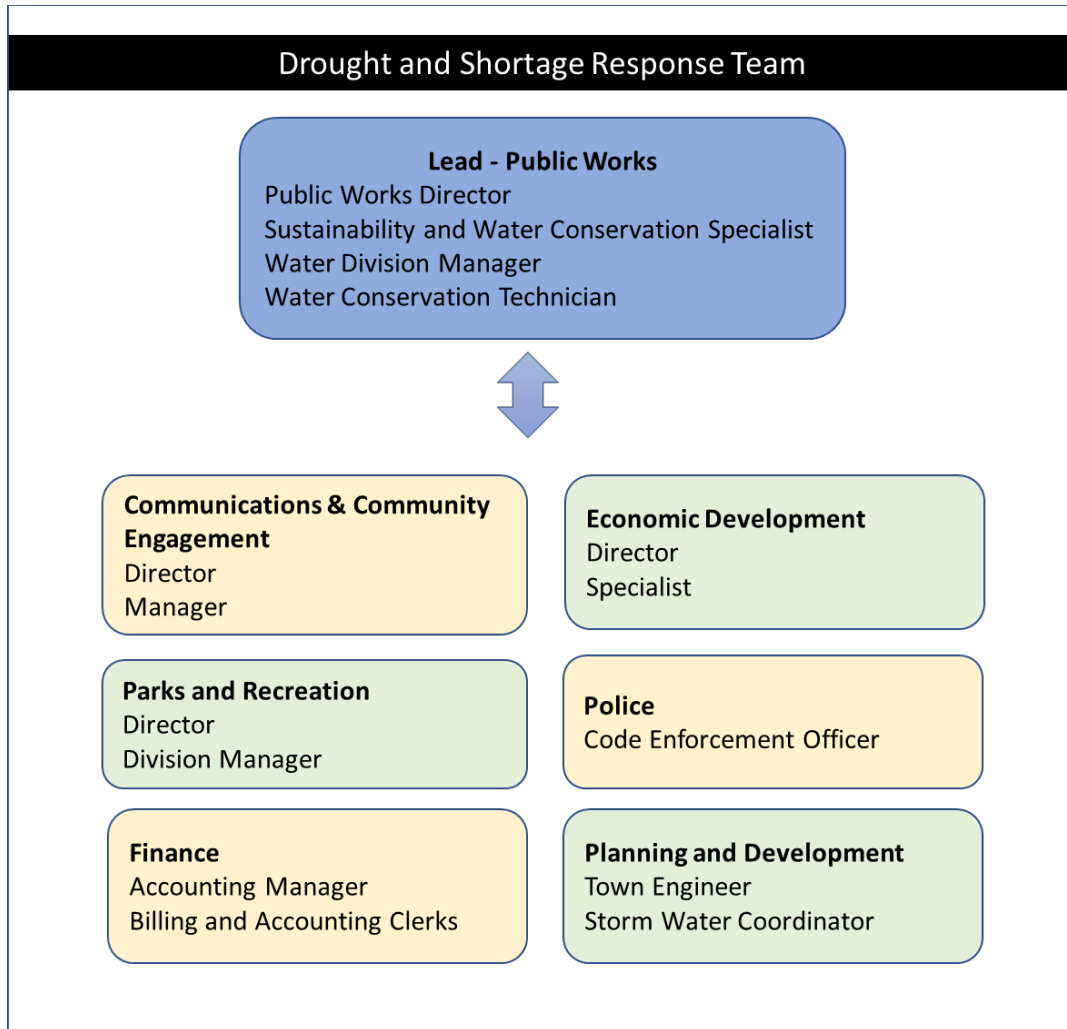 Drought and Shortage Response Team
Lead - Public Works
Public Works Director
Sustainability and Water Conservation Specialist
Water Division Manager
Water Conservation Technician
Communications & Community
Engagement
Director
Manager
Economic Development
Director
Specialist
Parks and Recreation
Director
Division Manager
Police
Code Enforcement Officer
Finance
Accounting Manager
Billing and Accounting Clerks
Planning and Development
Town Engineer
Storm Water Coordinator